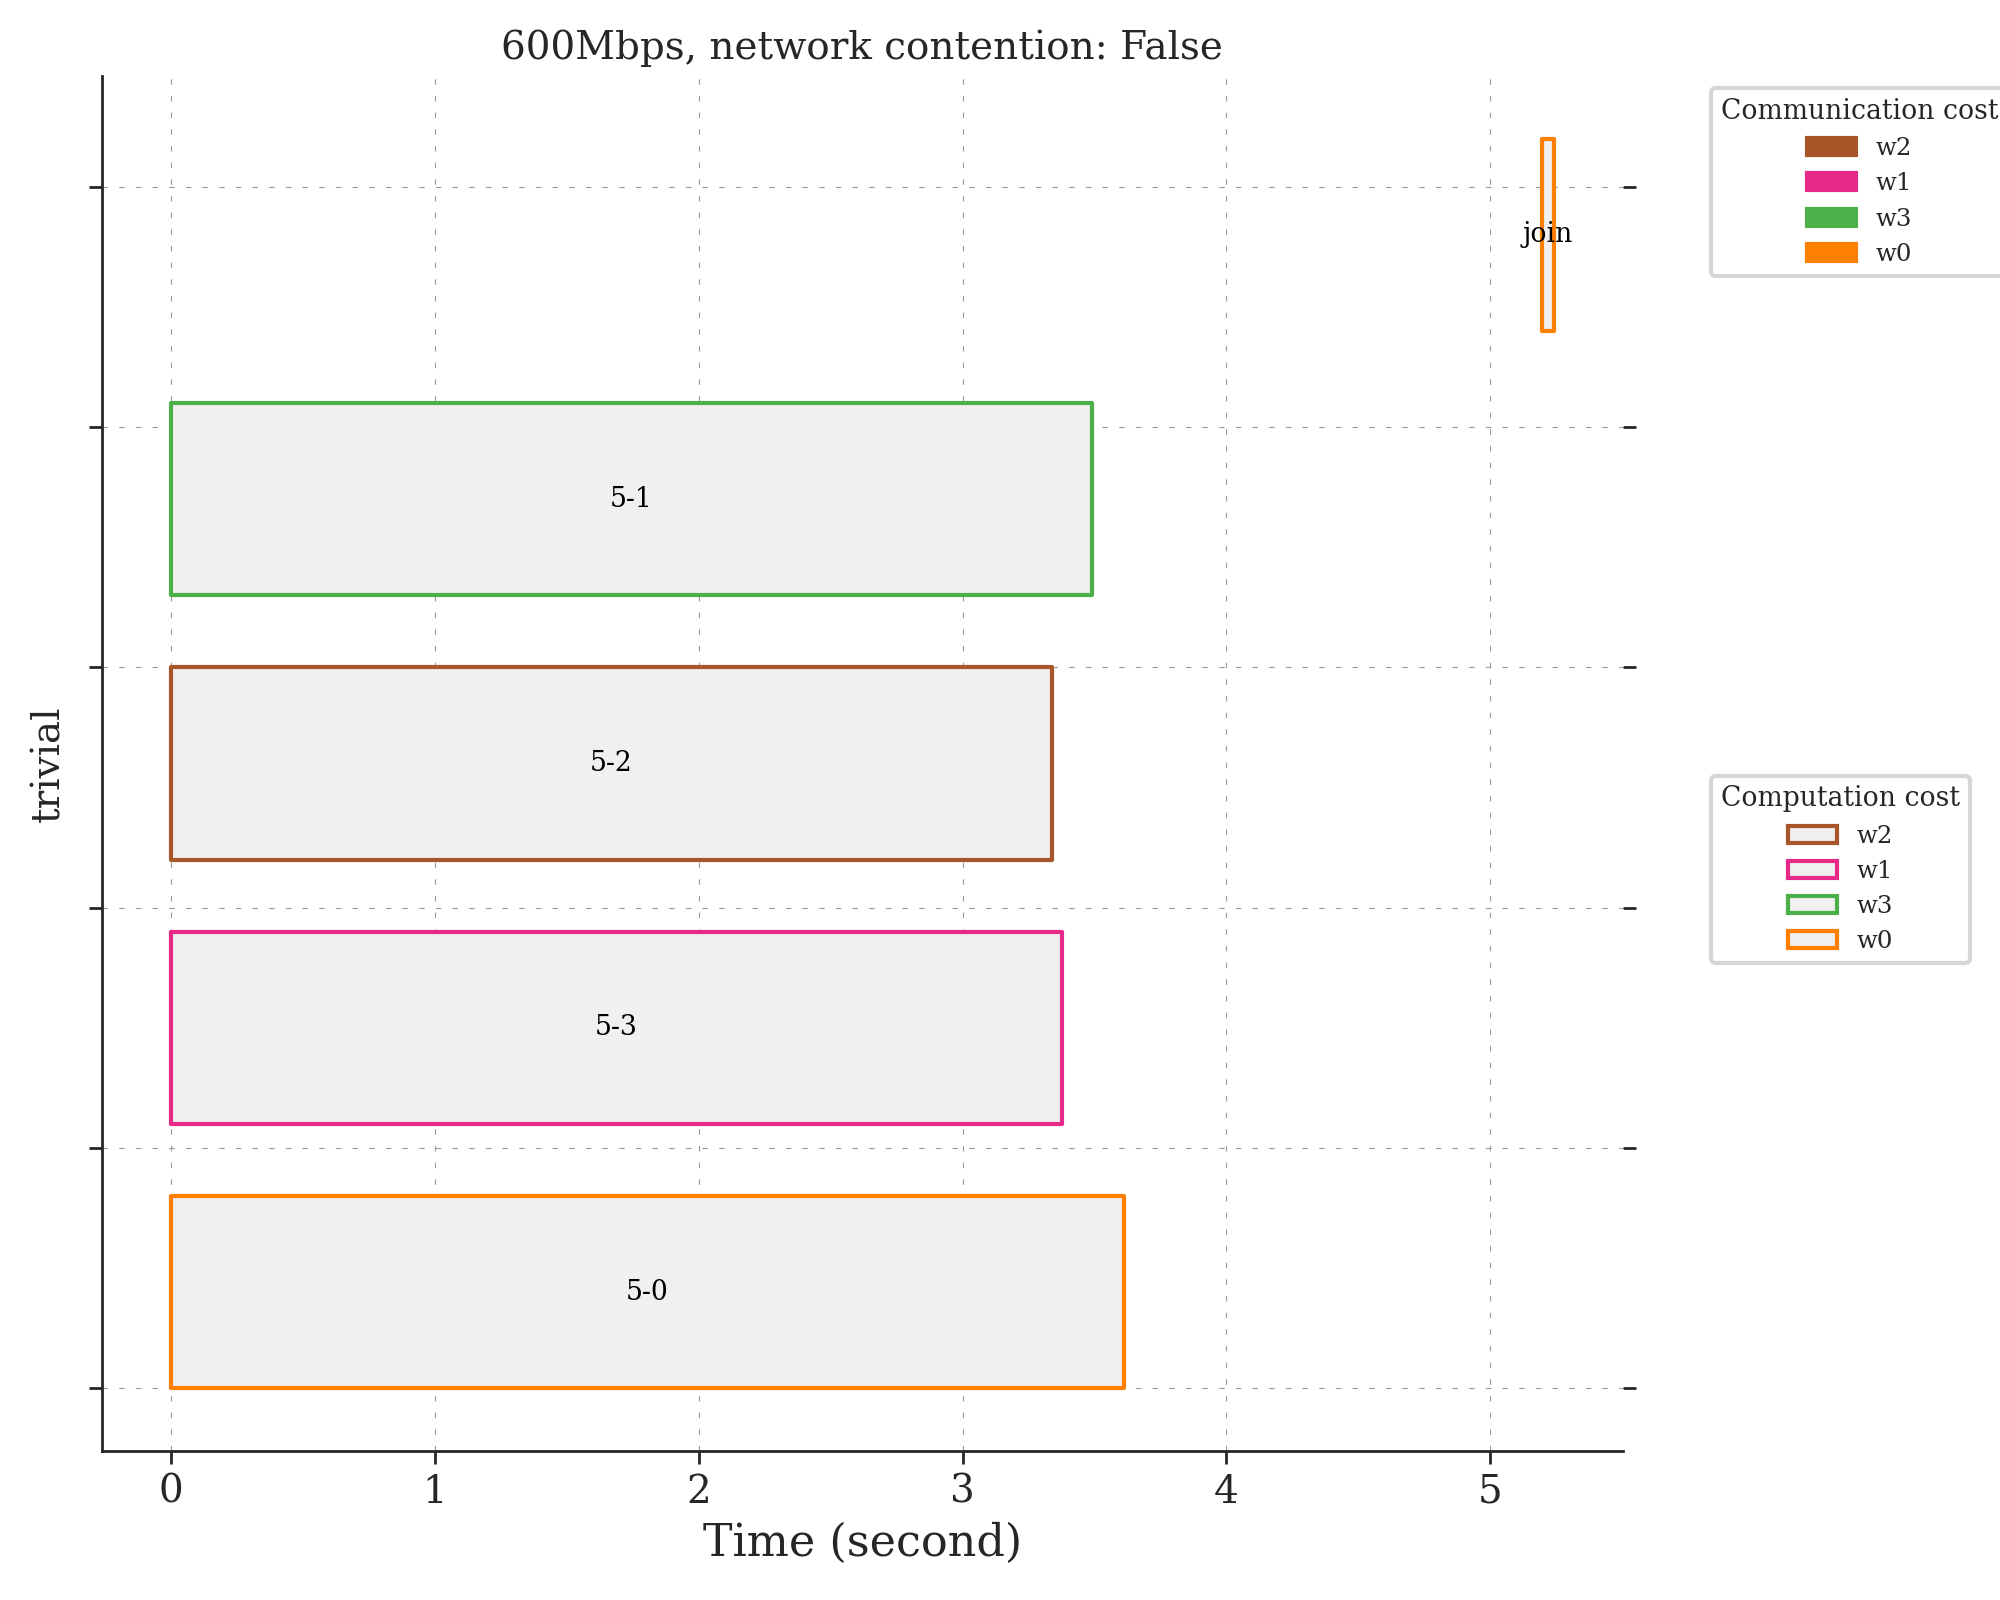 600Mbps, network contention: False
Communication cost
w2
w1
w3
w0
join
5-1
5-2
5-3
5-0
trivial
Computation cost
w2
w1
w3
w0
0 1 2 3 4 5
Time (second)